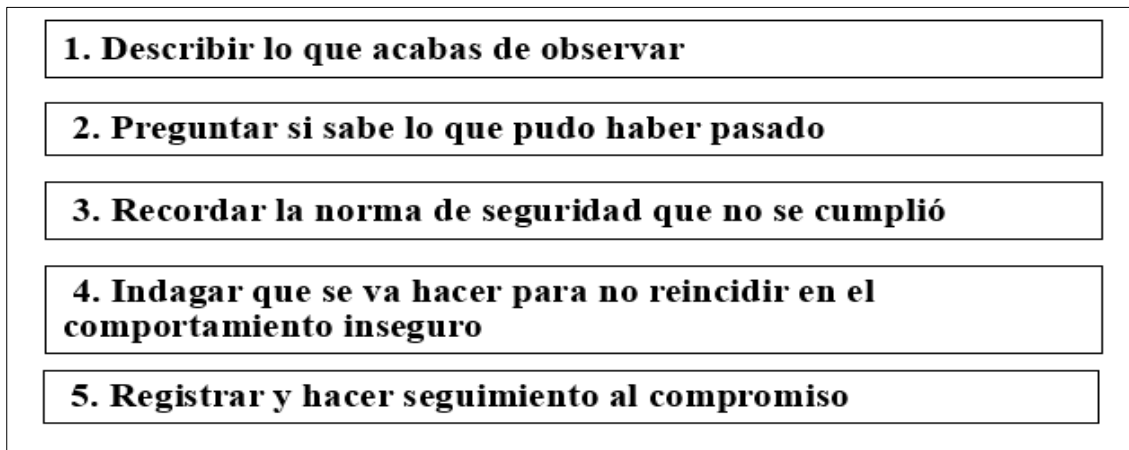 1. Describir lo que acabas de observar
2. Preguntar si sabe lo que pudo haber pasado
3. Recordar la norma de seguridad que no se cumplió
4. Indagar que se va hacer para no reincidir en el
comportamiento inseguro
5. Registrar y hacer seguimiento al compromiso